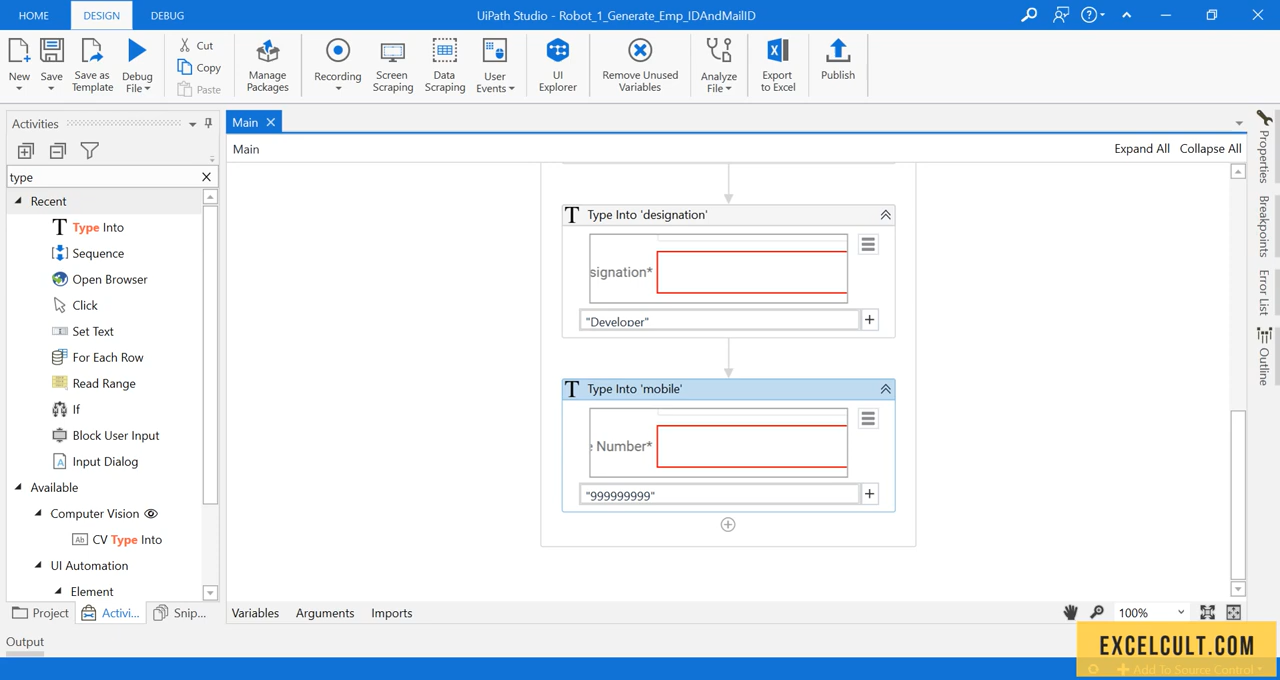 HOME DESIGN DEBUG UiPath Studio - Robot_1_Generate_Emp_IDAndMailID
New Save Save as Template Debug File Cut Copy Paste Manage Packages Recording Screen Scraping Data Scraping User Events UI Explorer Remove Unused Variables Analyze File Export to Excel Publish
Activities
type
Recent
Type Into
Sequence
Open Browser
Click
Set Text
For Each Row
Read Range
If
Block User Input
Input Dialog
Available
Computer Vision
Ab CV Type Into
UI Automation
Element
Project Activi... Snip...
Main
Main Expand All Collapse All
Type Into 'designation'
signation*
"Developer"
Type Into 'mobile'
Number*
"999999999"
Variables Arguments Imports 100%
Properties
Breakpoints
Error List
Outline
Output
EXCELCULT.COM
Add To Source Control